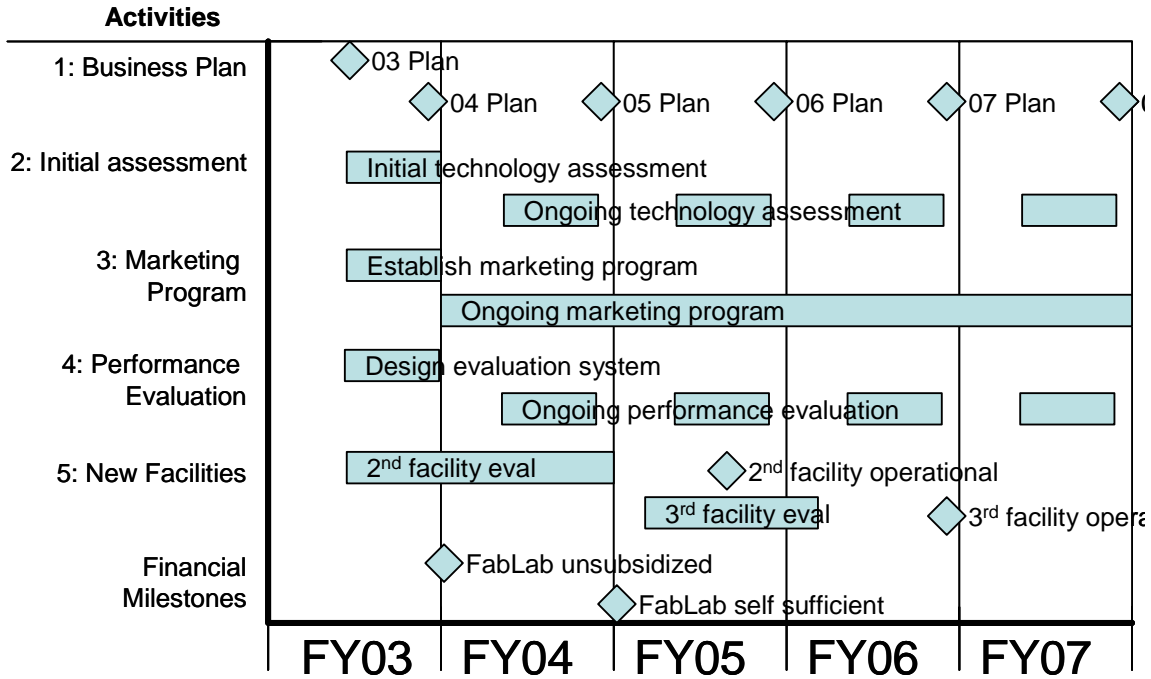 Activities
1: Business Plan
03 Plan
04 Plan
05 Plan
06 Plan
07 Plan
2: Initial assessment
Initial technology assessment
Ongoing technology assessment
3: Marketing
Program
Establish marketing program
Ongoing marketing program
4: Performance
Evaluation
Design evaluation system
Ongoing performance evaluation
5: New Facilities
2nd facility eval
2nd facility operational
3rd facility eval
3rd facility opera
Financial
Milestones
FabLab unsubsidized
FabLab self sufficient
FY03
FY04
FY05
FY06
FY07